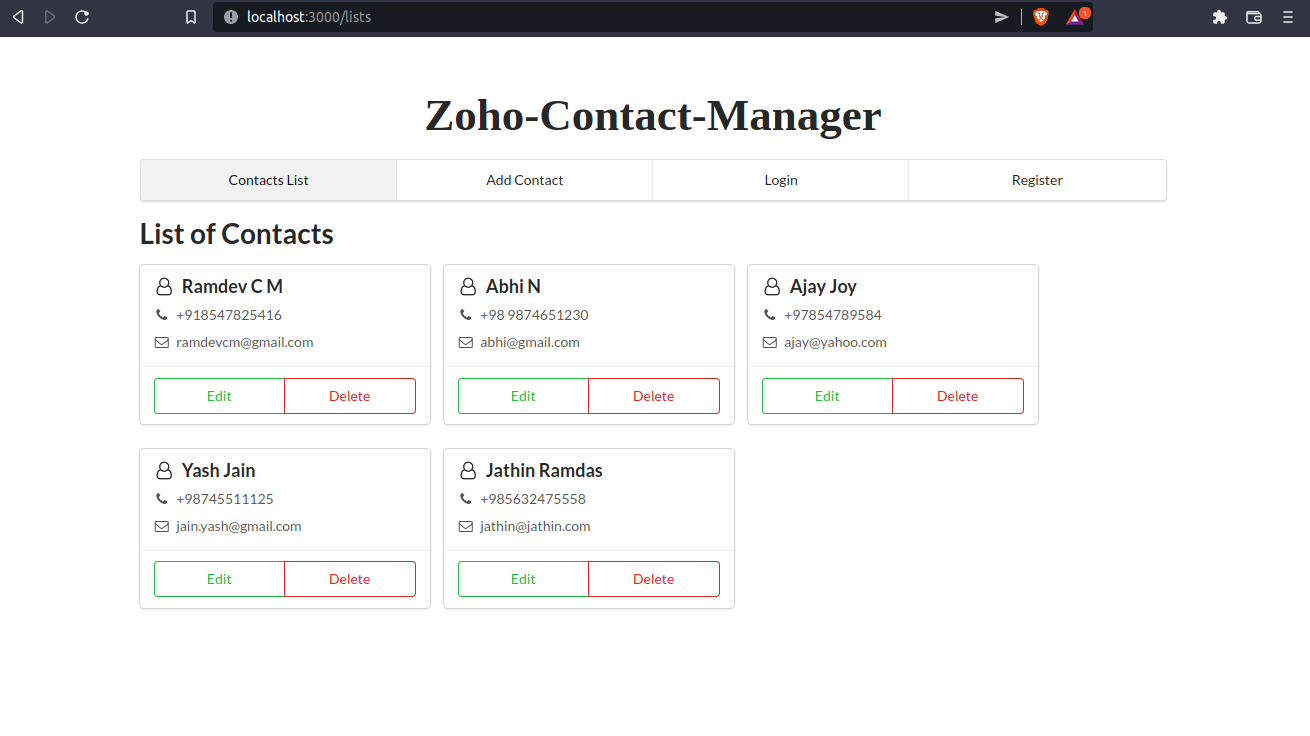 localhost:3000/lists
1
Zoho-Contact-Manager
Contacts List Add Contact Login Register
List of Contacts
Ramdev C M
+918547825416
ramdevcm@gmail.com
Edit Delete
Abhi N
+98 9874651230
abhi@gmail.com
Edit Delete
Ajay Joy
+97854789584
ajay@yahoo.com
Edit Delete
Yash Jain
+98745511125
jain.yash@gmail.com
Edit Delete
Jathin Ramdas
+985632475558
jathin@jathin.com
Edit Delete